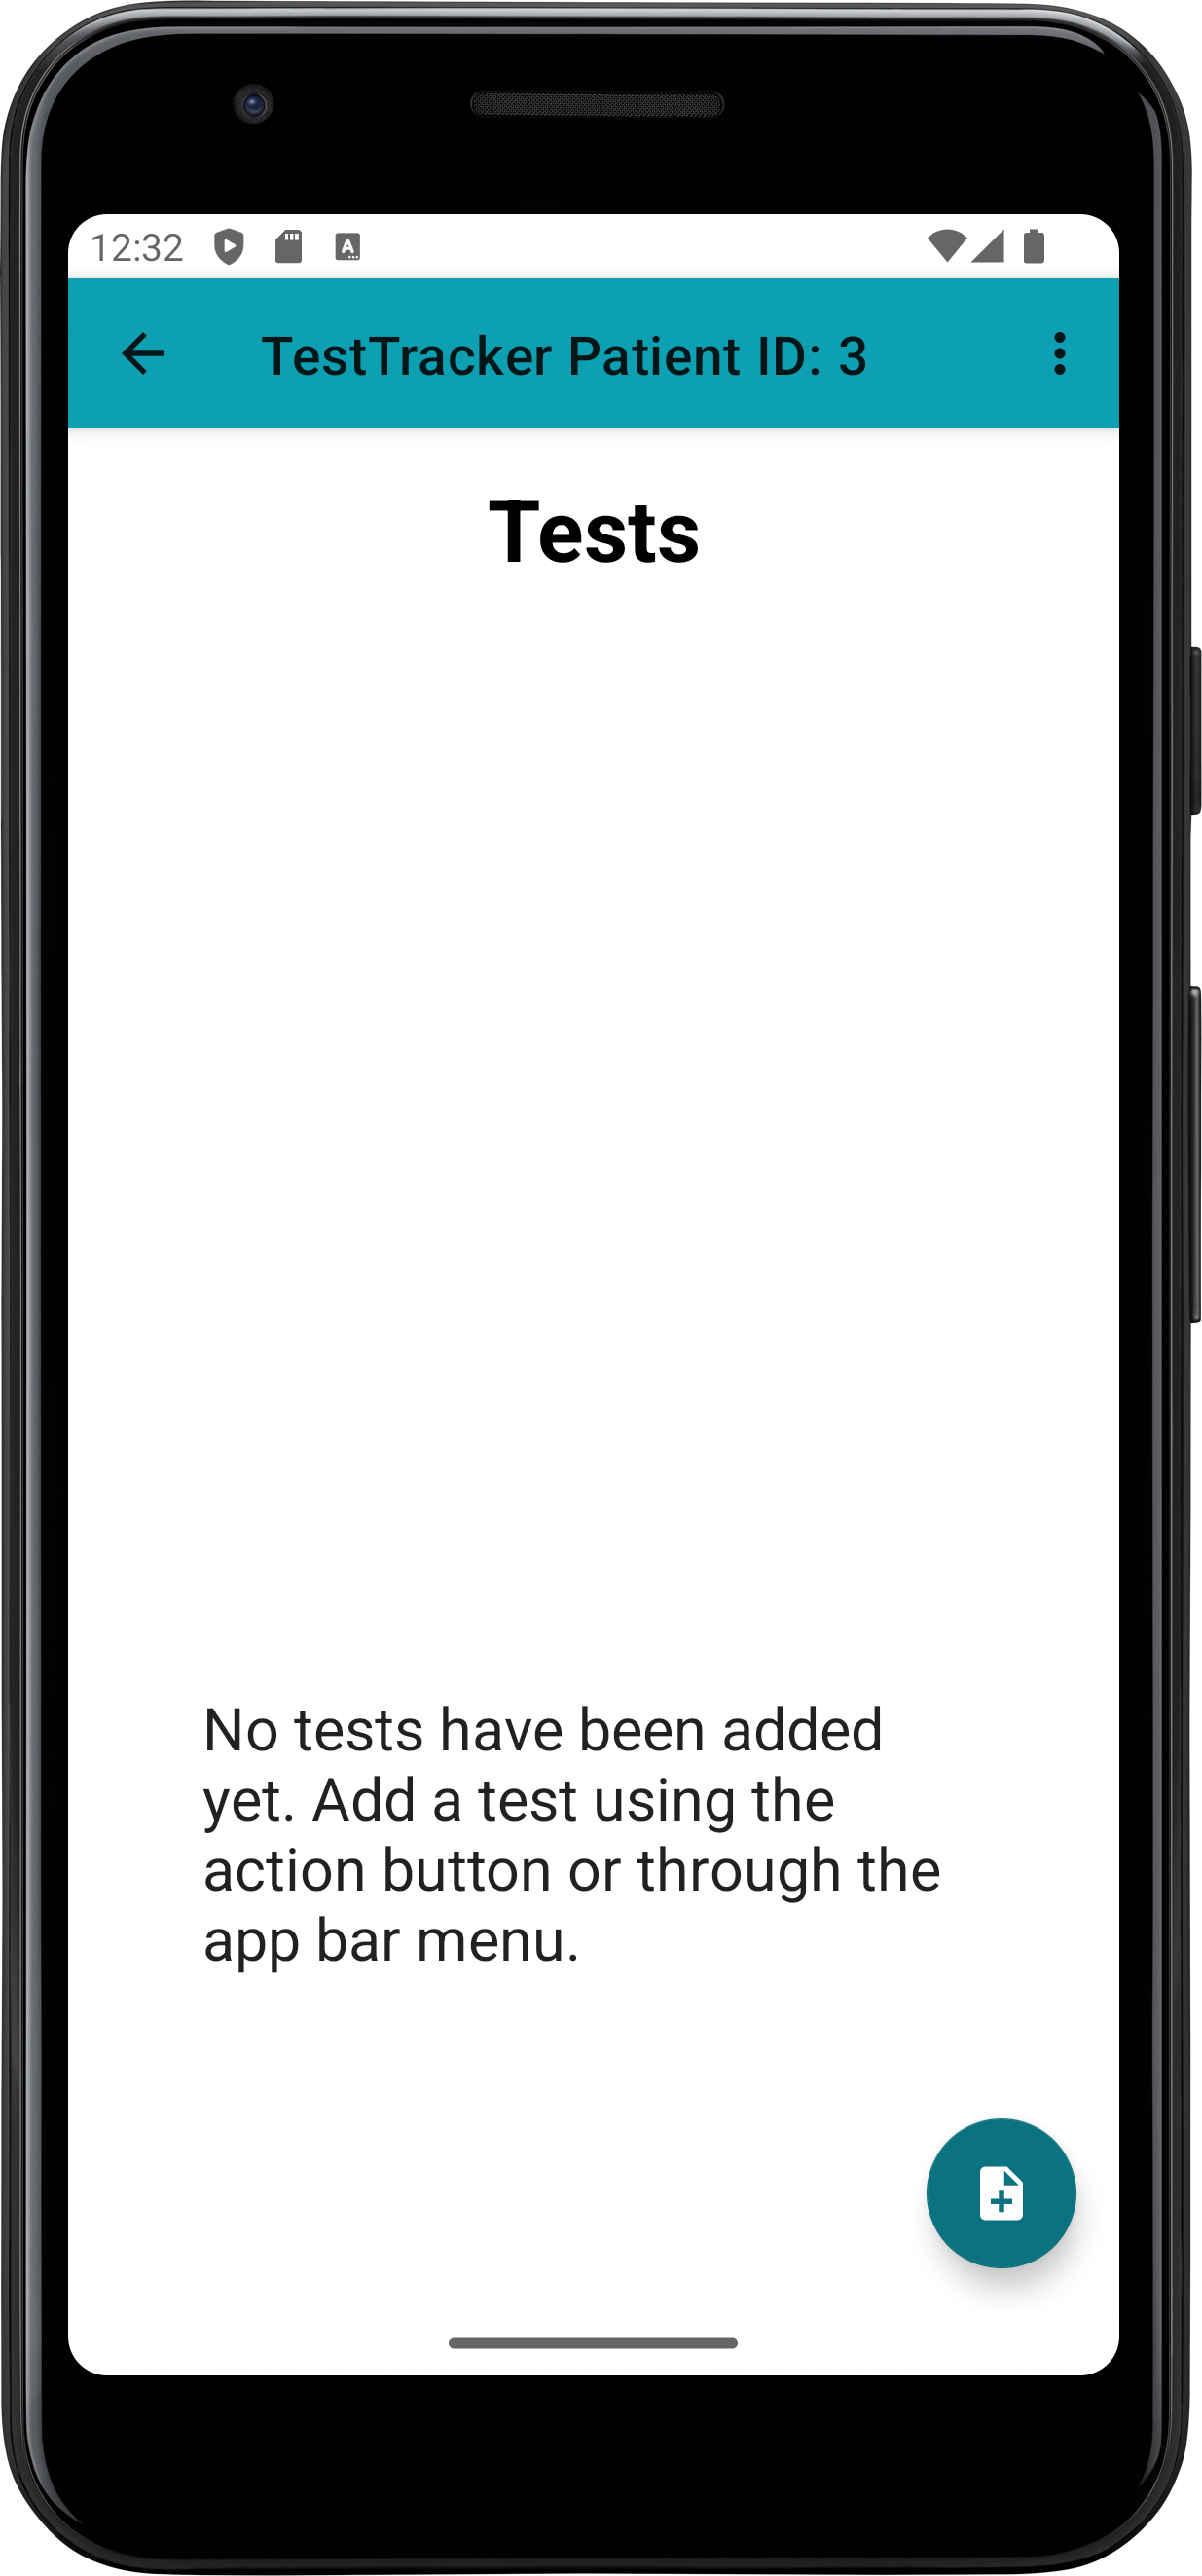 12:32
TestTracker Patient ID: 3
Tests
No tests have been added
yet. Add a test using the
action button or through the
app bar menu.